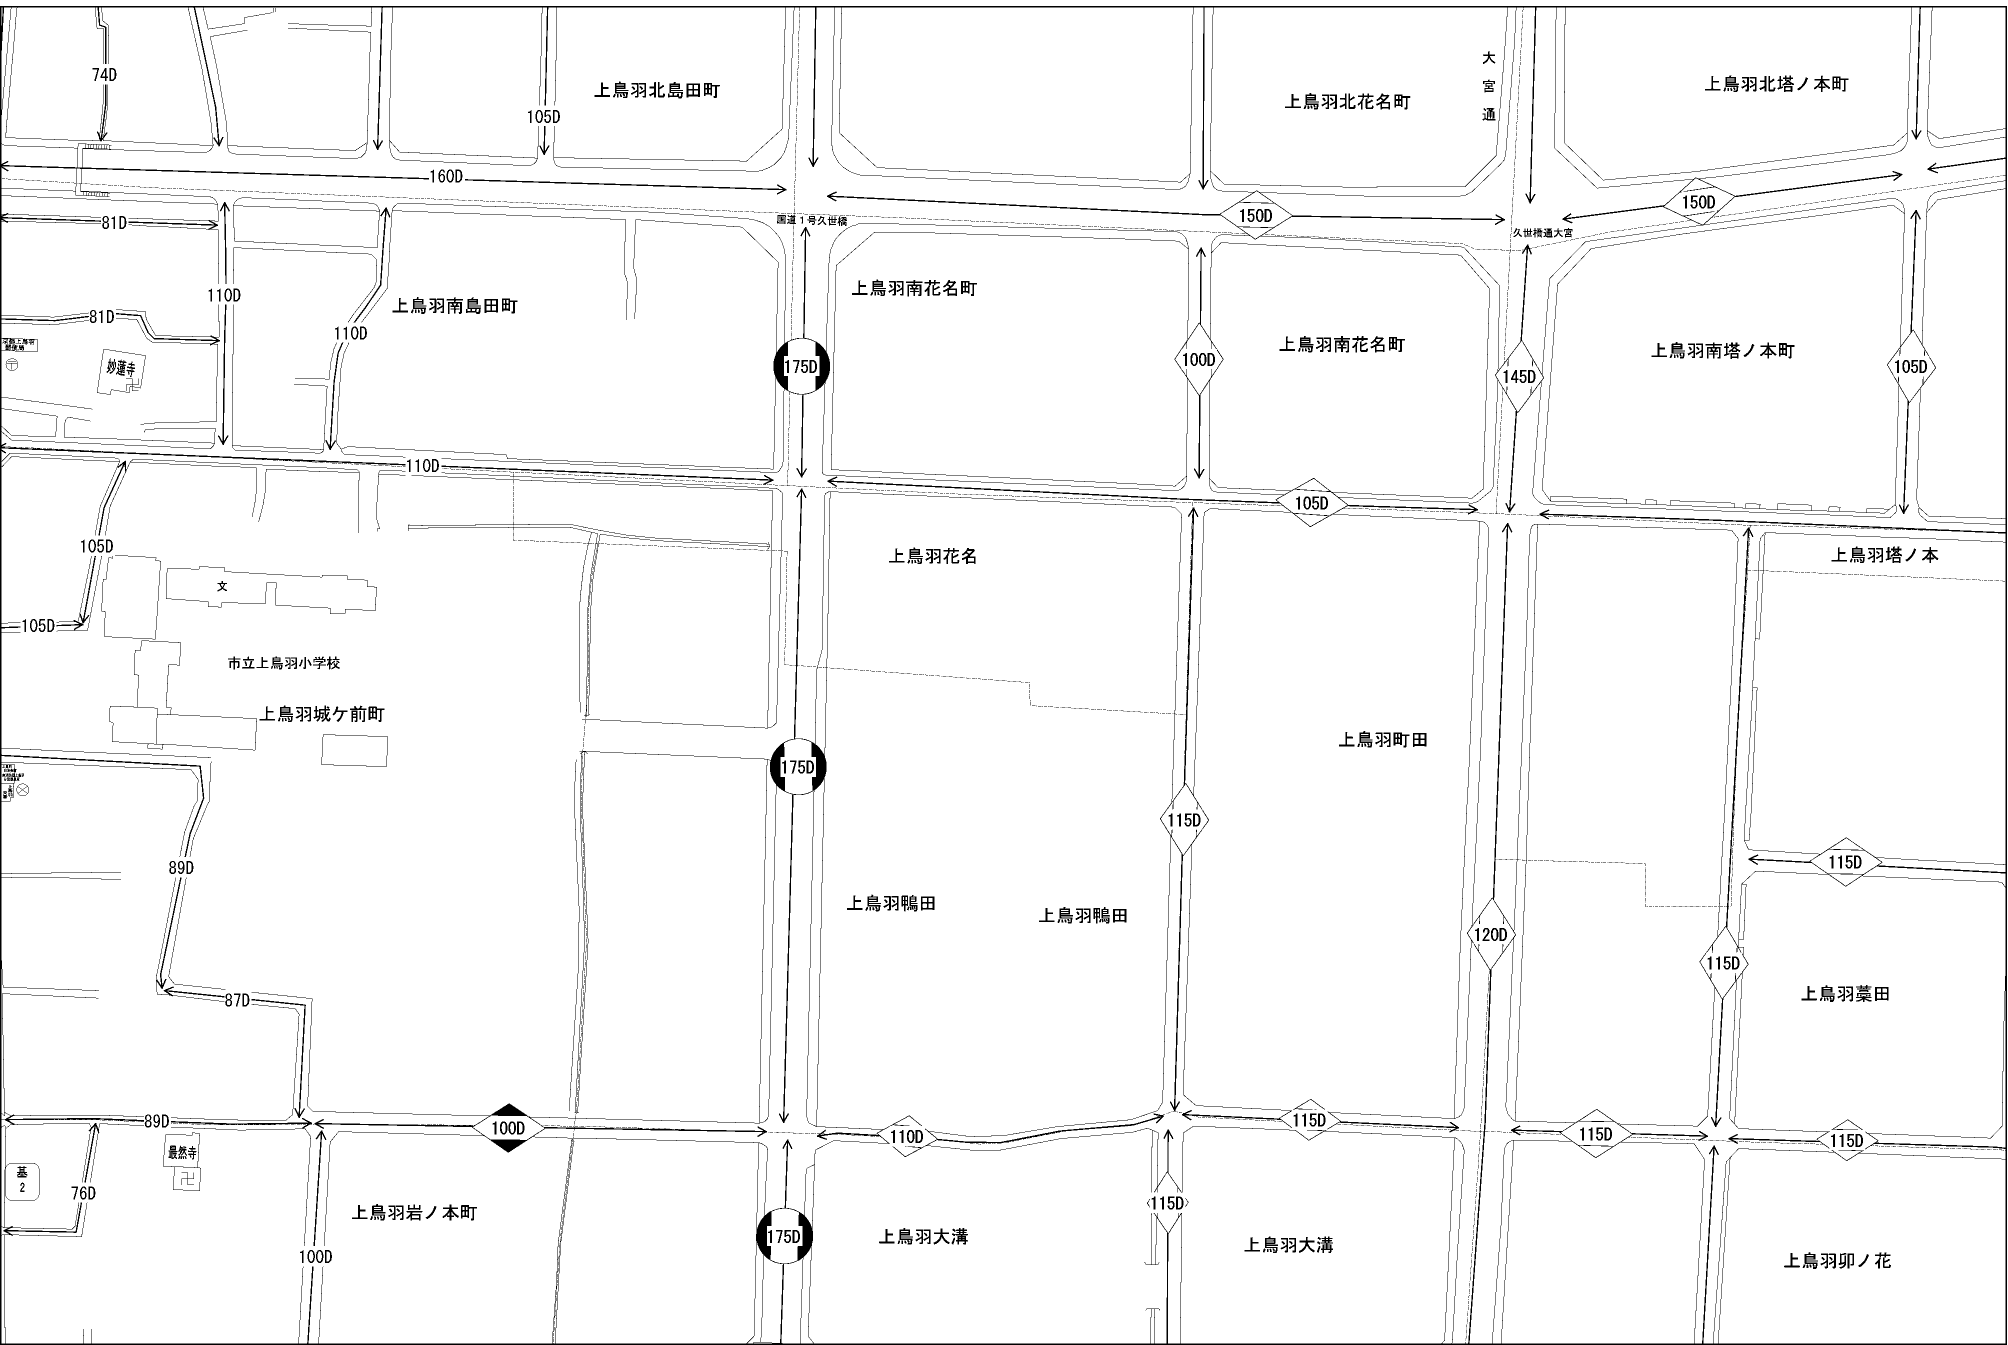 74D
105D
上鳥羽北島田町
上鳥羽北花名町
大宮通
上鳥羽北塔ノ本町
160D
81D
国道1号久世橋
150D
150D
久世橋通大宮
110D
81D
110D
上鳥羽南島田町
上鳥羽南花名町
上鳥羽南花名町
上鳥羽南塔ノ本町
妙蓮寺
175D
100D
145D
105D
110D
105D
105D
上鳥羽花名
上鳥羽塔ノ本
文
105D
市立上鳥羽小学校
上鳥羽城ケ前町
175D
上鳥羽町田
115D
115D
89D
上鳥羽鴨田
上鳥羽鴨田
120D
115D
上鳥羽藁田
87D
89D
100D
110D
115D
115D
115D
最然寺
墓
2
76D
上鳥羽岩ノ本町
115D
175D
上鳥羽大溝
上鳥羽大溝
100D
上鳥羽卯ノ花